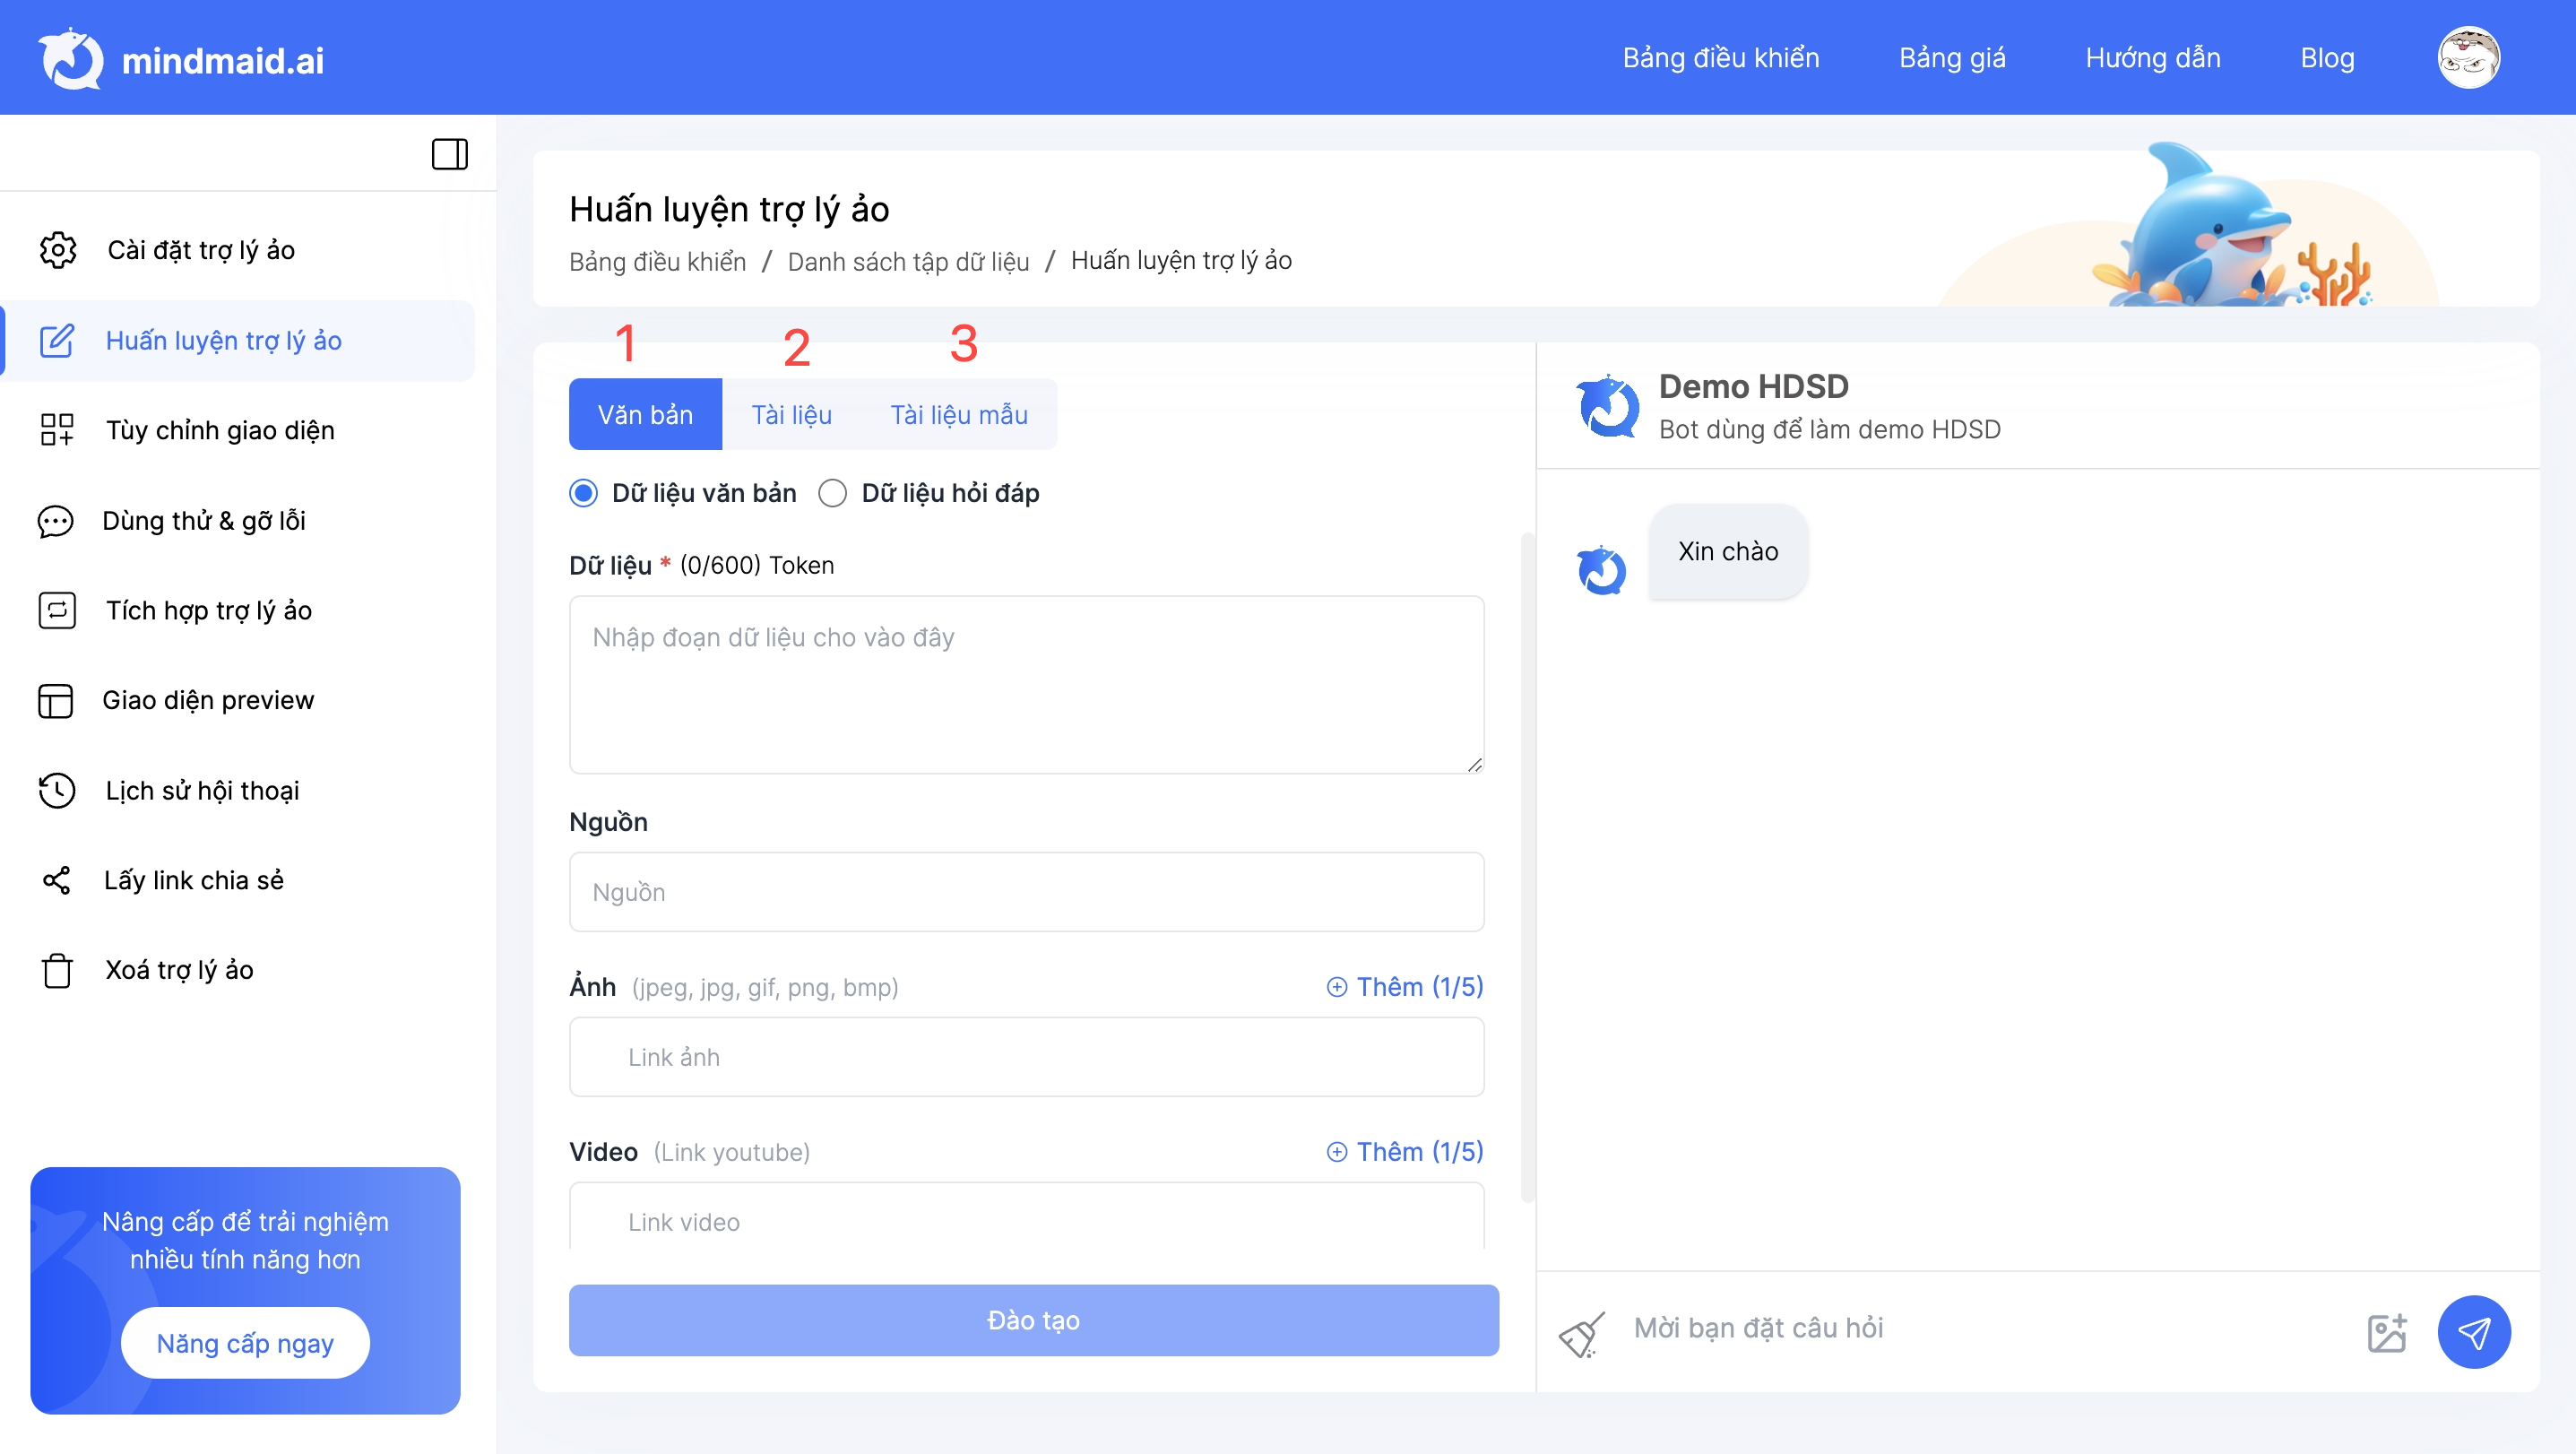 mindmaid.ai
Bảng điều khiển
Bảng giá
Hướng dẫn
Blog
Cài đặt trợ lý ảo
Huấn luyện trợ lý ảo
Tùy chỉnh giao diện
Dùng thử & gỡ lỗi
Tích hợp trợ lý ảo
Giao diện preview
Lịch sử hội thoại
Lấy link chia sẻ
Xoá trợ lý ảo
Nâng cấp để trải nghiệm
nhiều tính năng hơn
Năng cấp ngay
Huấn luyện trợ lý ảo
Bảng điều khiển / Danh sách tập dữ liệu / Huấn luyện trợ lý ảo
1 2 3
Văn bản
Tài liệu
Tài liệu mẫu
Dữ liệu văn bản
Dữ liệu hỏi đáp
Dữ liệu * (0/600) Token
Nhập đoạn dữ liệu cho vào đây
Nguồn
Nguồn
Ảnh (jpeg, jpg, gif, png, bmp)
Thêm (1/5)
Link ảnh
Video (Link youtube)
Thêm (1/5)
Link video
Đào tạo
Demo HDSD
Bot dùng để làm demo HDSD
Xin chào
Mời bạn đặt câu hỏi